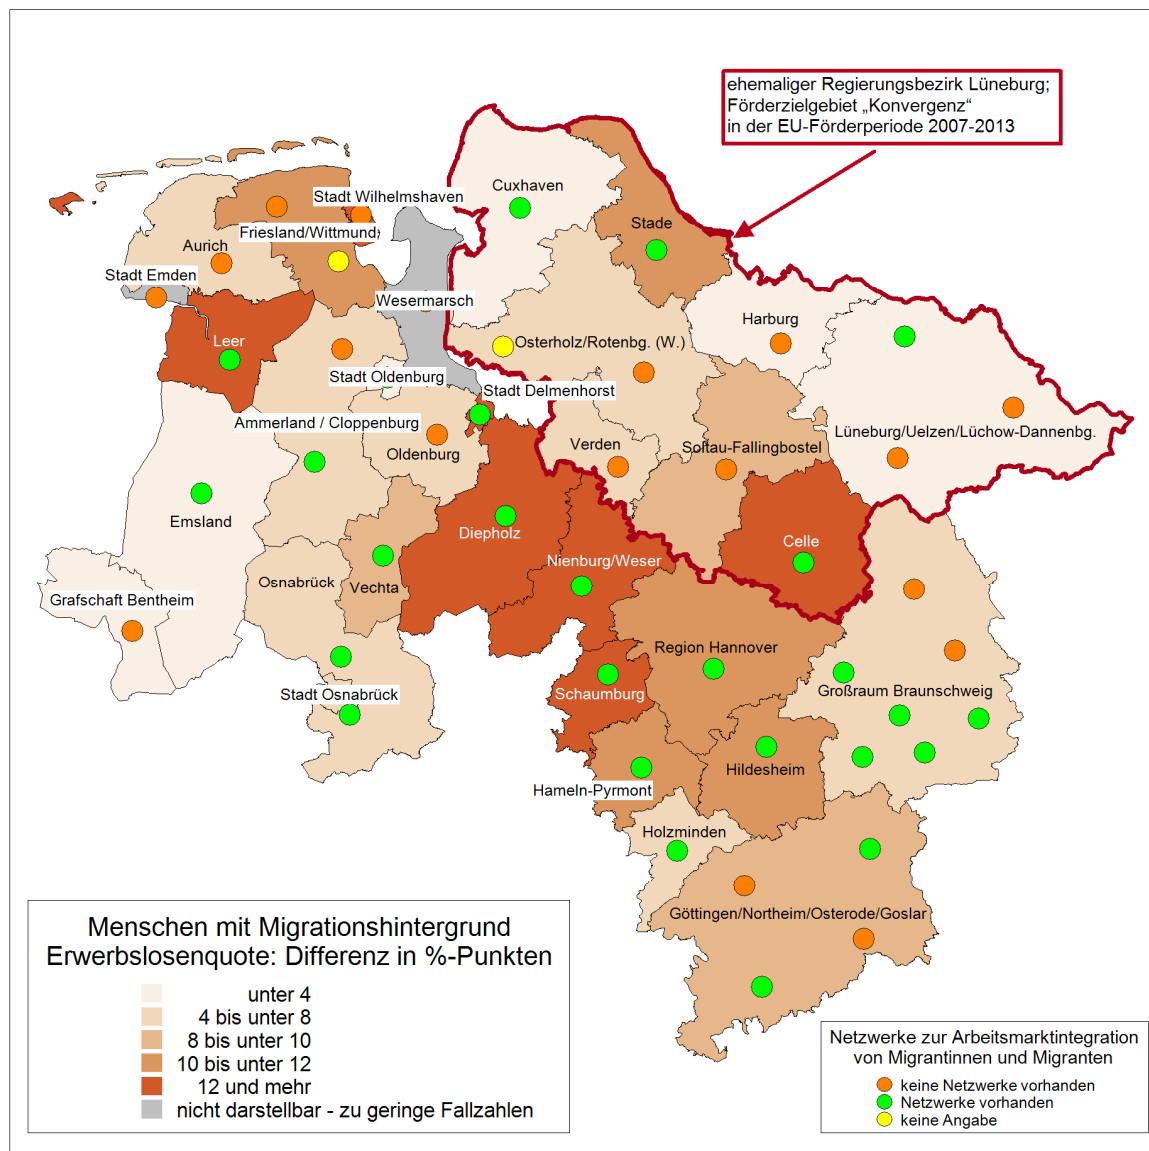 ehemaliger Regierungsbezirk Lüneburg;
Förderzielgebiet „Konvergenz“
in der EU-Förderperiode 2007-2013
Cuxhaven
Stadt Wilhelmshaven
Stade
Friesland/Wittmund
Aurich
Stadt Emden
Wesermarsch
Harburg
Leer
Osterholz/Rotenbg. (W.)
Stadt Oldenburg
Stadt Delmenhorst
Ammerland / Cloppenburg
Lüneburg/Uelzen/Lüchow-Dannenbg.
Verden
Soltau-Fallingbostel
Oldenburg
Emsland
Diepholz
Celle
Nienburg/Weser
Osnabrück
Vechta
Grafschaft Bentheim
Region Hannover
Großraum Braunschweig
Stadt Osnabrück
Schaumburg
Hildesheim
Hameln-Pyrmont
Holzminden
Göttingen/Northeim/Osterode/Goslar
Menschen mit Migrationshintergrund
Erwerbslosenquote: Differenz in %-Punkten
unter 4
4 bis unter 8
8 bis unter 10
10 bis unter 12
12 und mehr
nicht darstellbar - zu geringe Fallzahlen
Netzwerke zur Arbeitsmarktintegration
von Migrantinnen und Migranten
keine Netzwerke vorhanden
Netzwerke vorhanden
keine Angabe